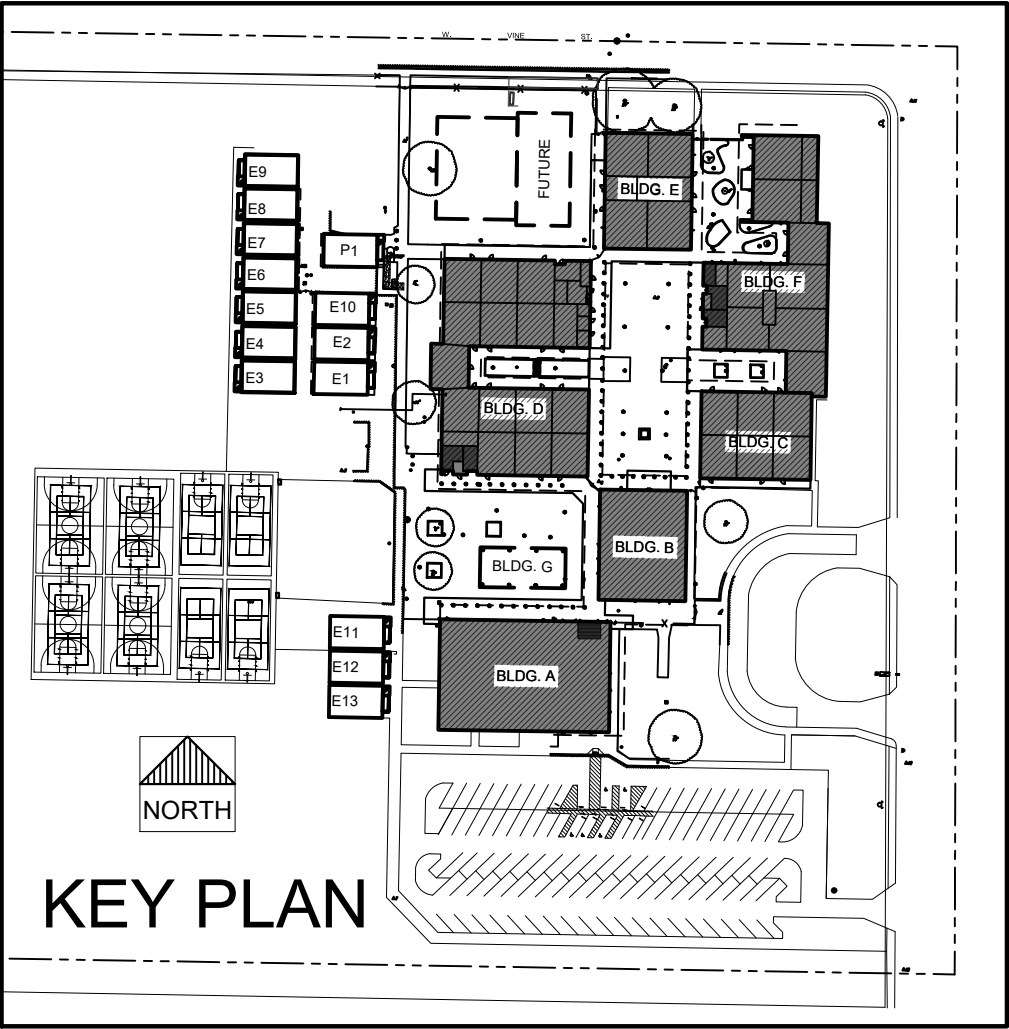 W. VINE ST.
FUTURE
BLDG. E
E9
E8
E7
E6
E5
E4
E3
P1
E10
E2
E1
BLDG. F
BLDG. D
BLDG. C
BLDG. B
BLDG. G
E11
E12
E13
BLDG. A
NORTH
KEY PLAN